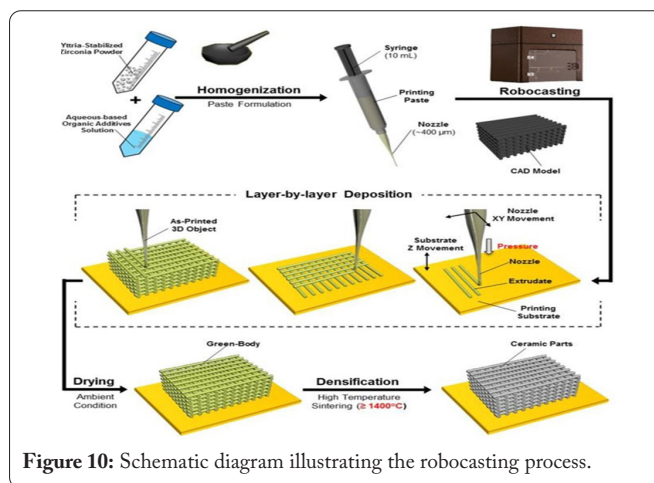 Yttria-Stabilized
Zirconia Powder
+
Aqueous-based
Organic Additives
Solution
Homogenization
Paste Formulation
Syringe
(10 mL)
Printing
Paste
Nozzle
(~400 μm)
Robocasting
CAD Model
Layer-by-layer Deposition
As-Printed
3D Object
Nozzle
XY Movement
Substrate
Z Movement
Pressure
Nozzle
Extrudate
Printing
Substrate
Drying
Ambient
Condition
Green-Body
Densification
High Temperature
Sintering (≥ 1400°C)
Ceramic Parts
Figure 10: Schematic diagram illustrating the robocasting process.